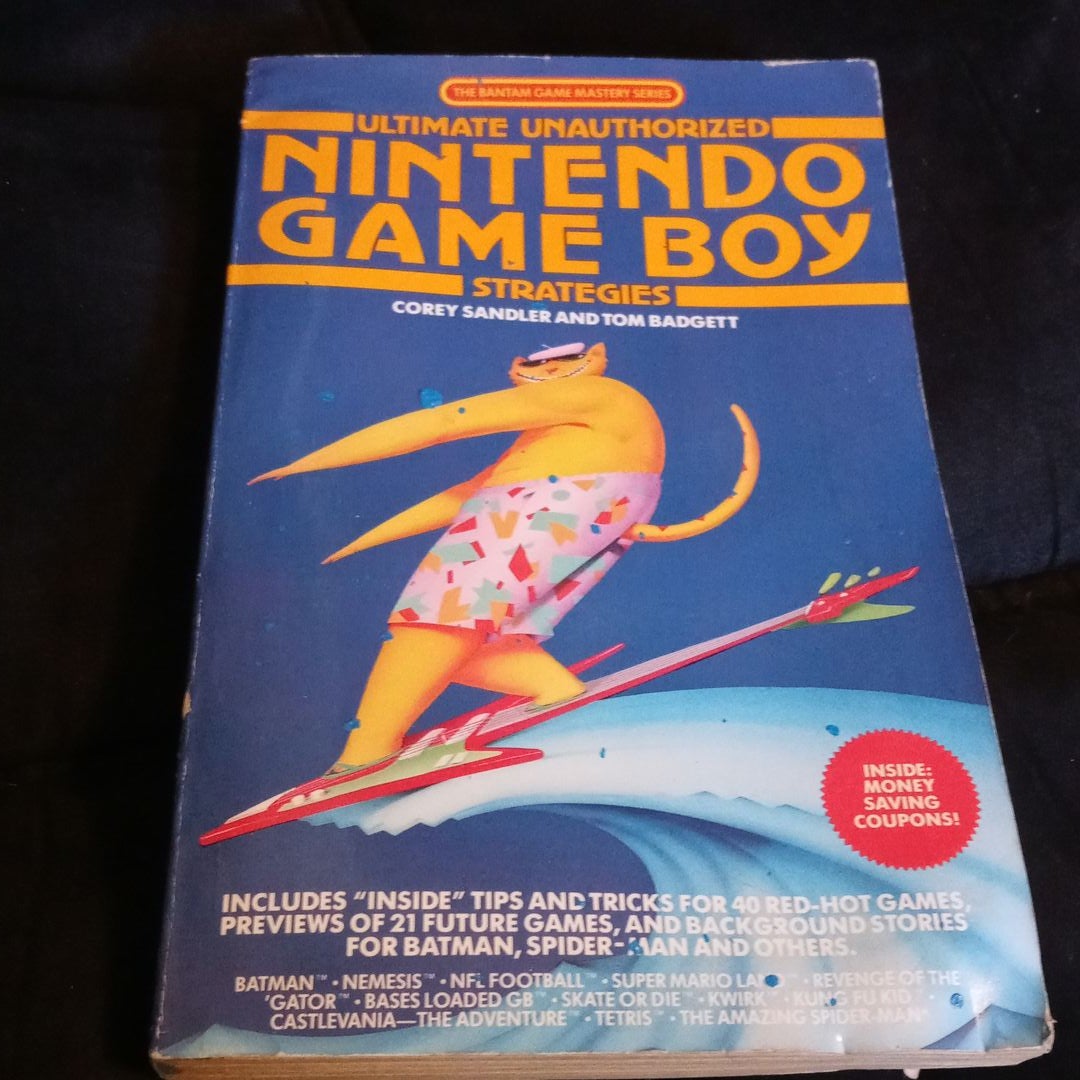 THE BANTAM GAME MASTERY SERIES
ULTIMATE UNAUTHORIZED
NINTENDO
GAME BOY
STRATEGIES
COREY SANDLER AND TOM BADGETT
INSIDE:
MONEY
SAVING
COUPONS!
INCLUDES "INSIDE" TIPS AND TRICKS FOR 40 RED-HOT GAMES,
PREVIEWS OF 21 FUTURE GAMES, AND BACKGROUND STORIES
FOR BATMAN, SPIDER-MAN AND OTHERS.
BATMAN™ • NEMESIS™ • NFL FOOTBALL™ • SUPER MARIO LAND™ • REVENGE OF THE
'GATOR™ • BASES LOADED GB™ • SKATE OR DIE™ • KWIRK™ • KUNG FU KID™ •
CASTLEVANIA—THE ADVENTURE™ • TETRIS™ • THE AMAZING SPIDER-MAN™